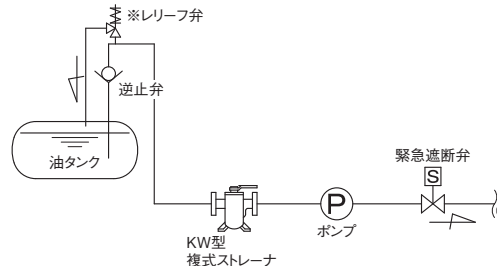 ※レリーフ弁
逆止弁
油タンク
緊急遮断弁
S
P
ポンプ
KW型
複式ストレーナ